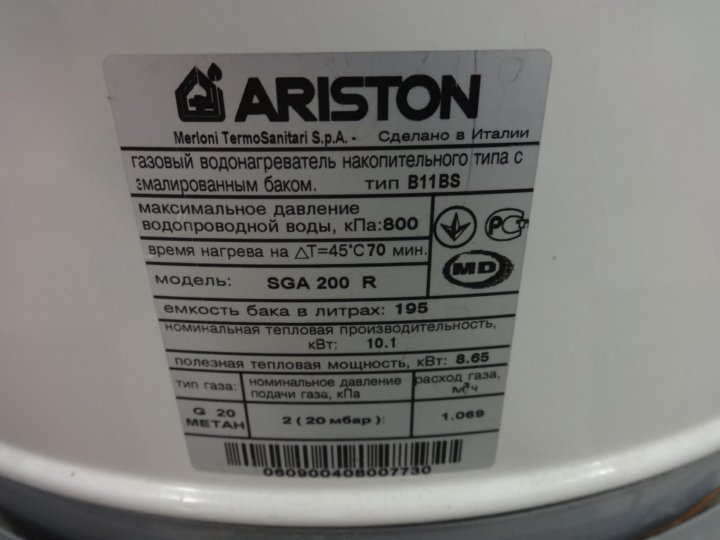 ARISTON
Merloni TermoSanitari S.p.A. - Сделано в Италии
газовый водонагреватель накопительного типа с
эмалированным баком. тип B11BS
максимальное давление
водопроводной воды, кПа:800
время нагрева на △T=45°C 70 мин.
модель: SGA 200 R
MD
емкость бака в литрах: 195
номинальная тепловая производительность,
кВт: 10.1
полезная тепловая мощность, кВт: 8.65
тип газа: номинальное давление подачи газа, кПа расход газа, м³/ч
G 20 МЕТАН 2 ( 20 мбар ): 1.069
060900408007730